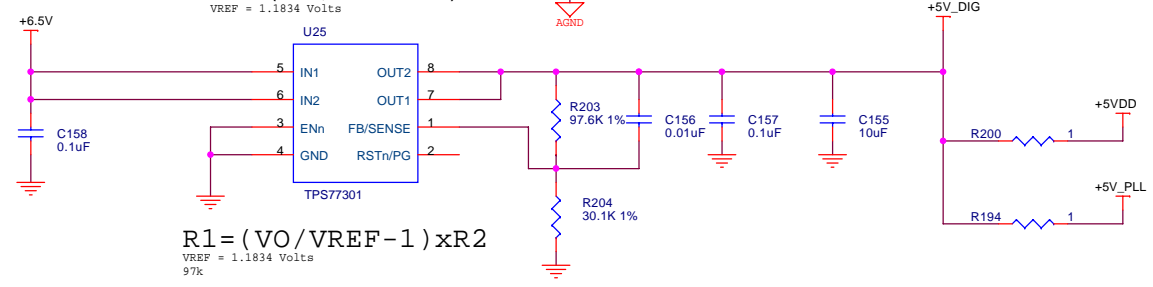 VREF = 1.1834 Volts
AGND
+6.5V
+5V_DIG
U25
5 IN1 OUT2 8
6 IN2 OUT1 7
3 ENn FB/SENSE 1
4 GND RSTn/PG 2
TPS77301
C158
0.1uF
R203
97.6K 1%
C156
0.01uF
C157
0.1uF
C155
10uF
+5VDD
R200 1
R204
30.1K 1%
+5V_PLL
R194 1
R1=(VO/VREF-1)xR2
VREF = 1.1834 Volts
97k